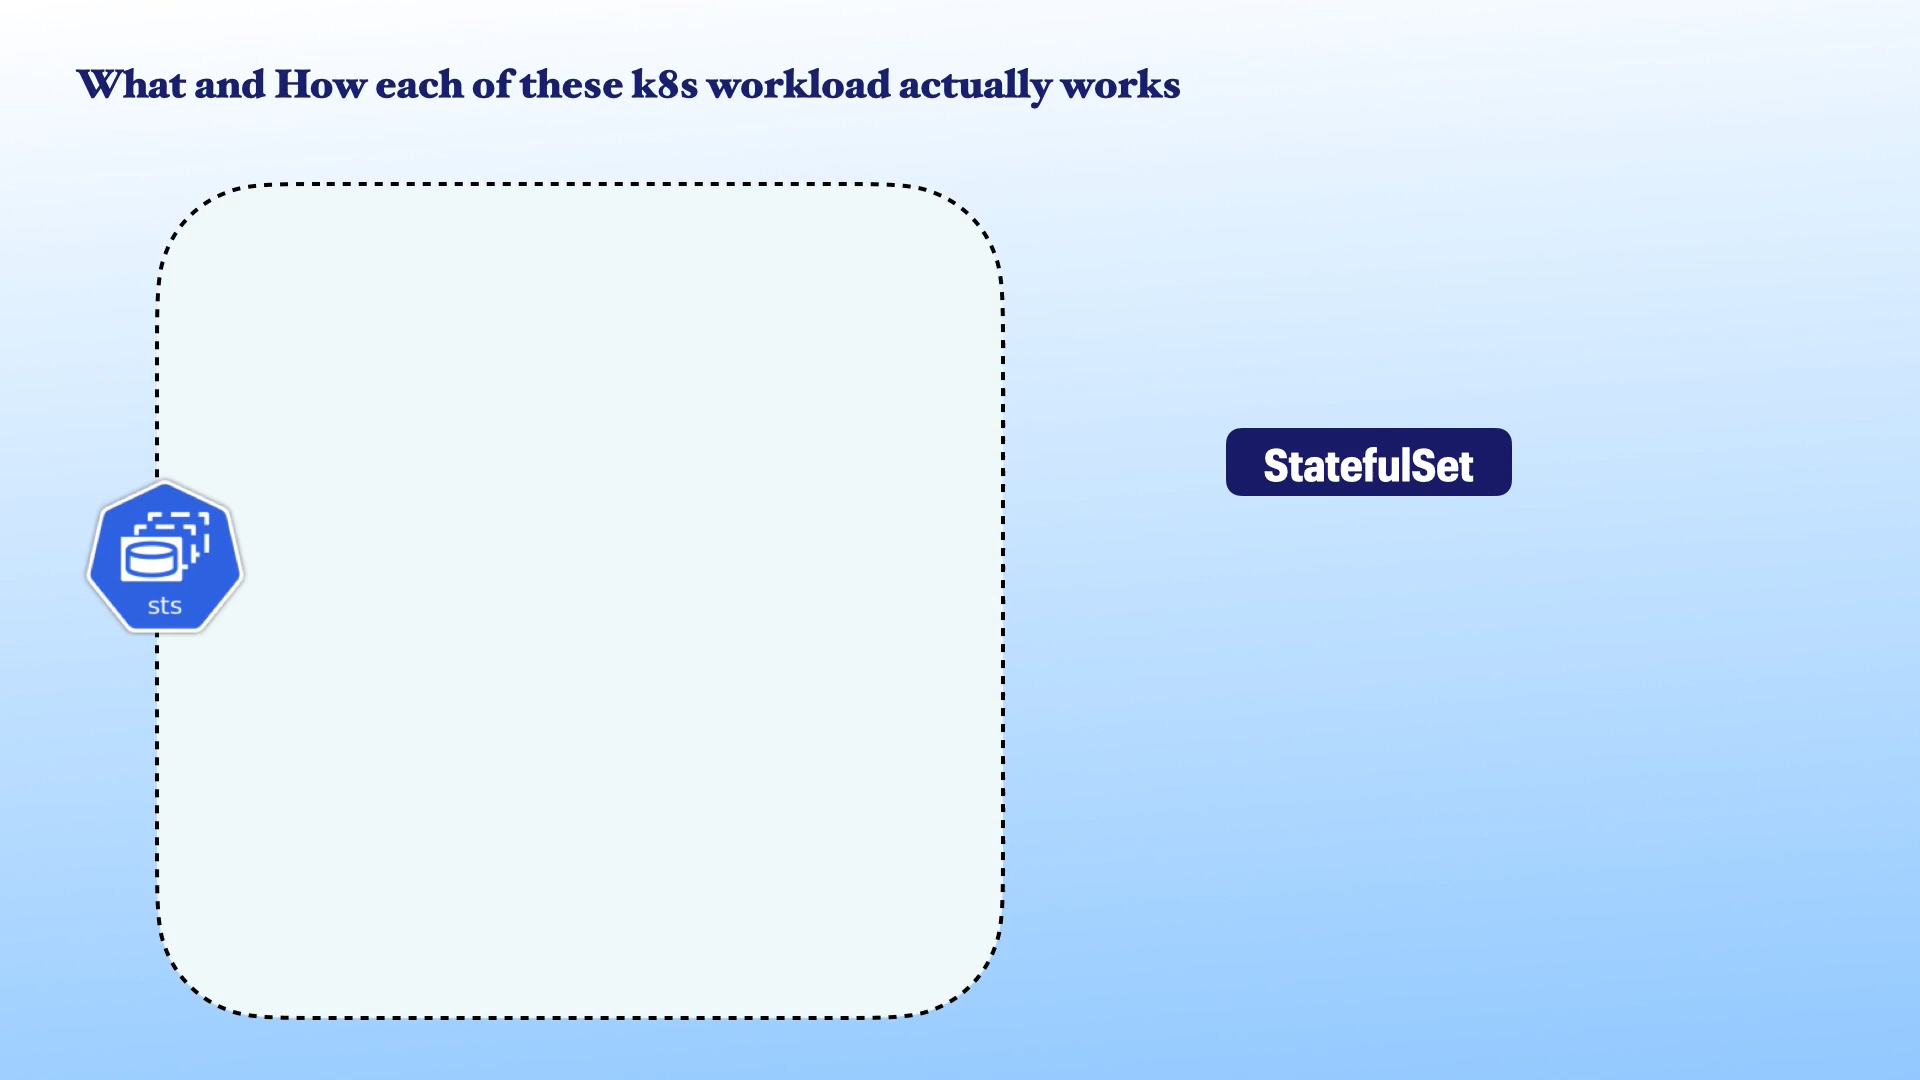 What and How each of these k8s workload actually works
StatefulSet
sts